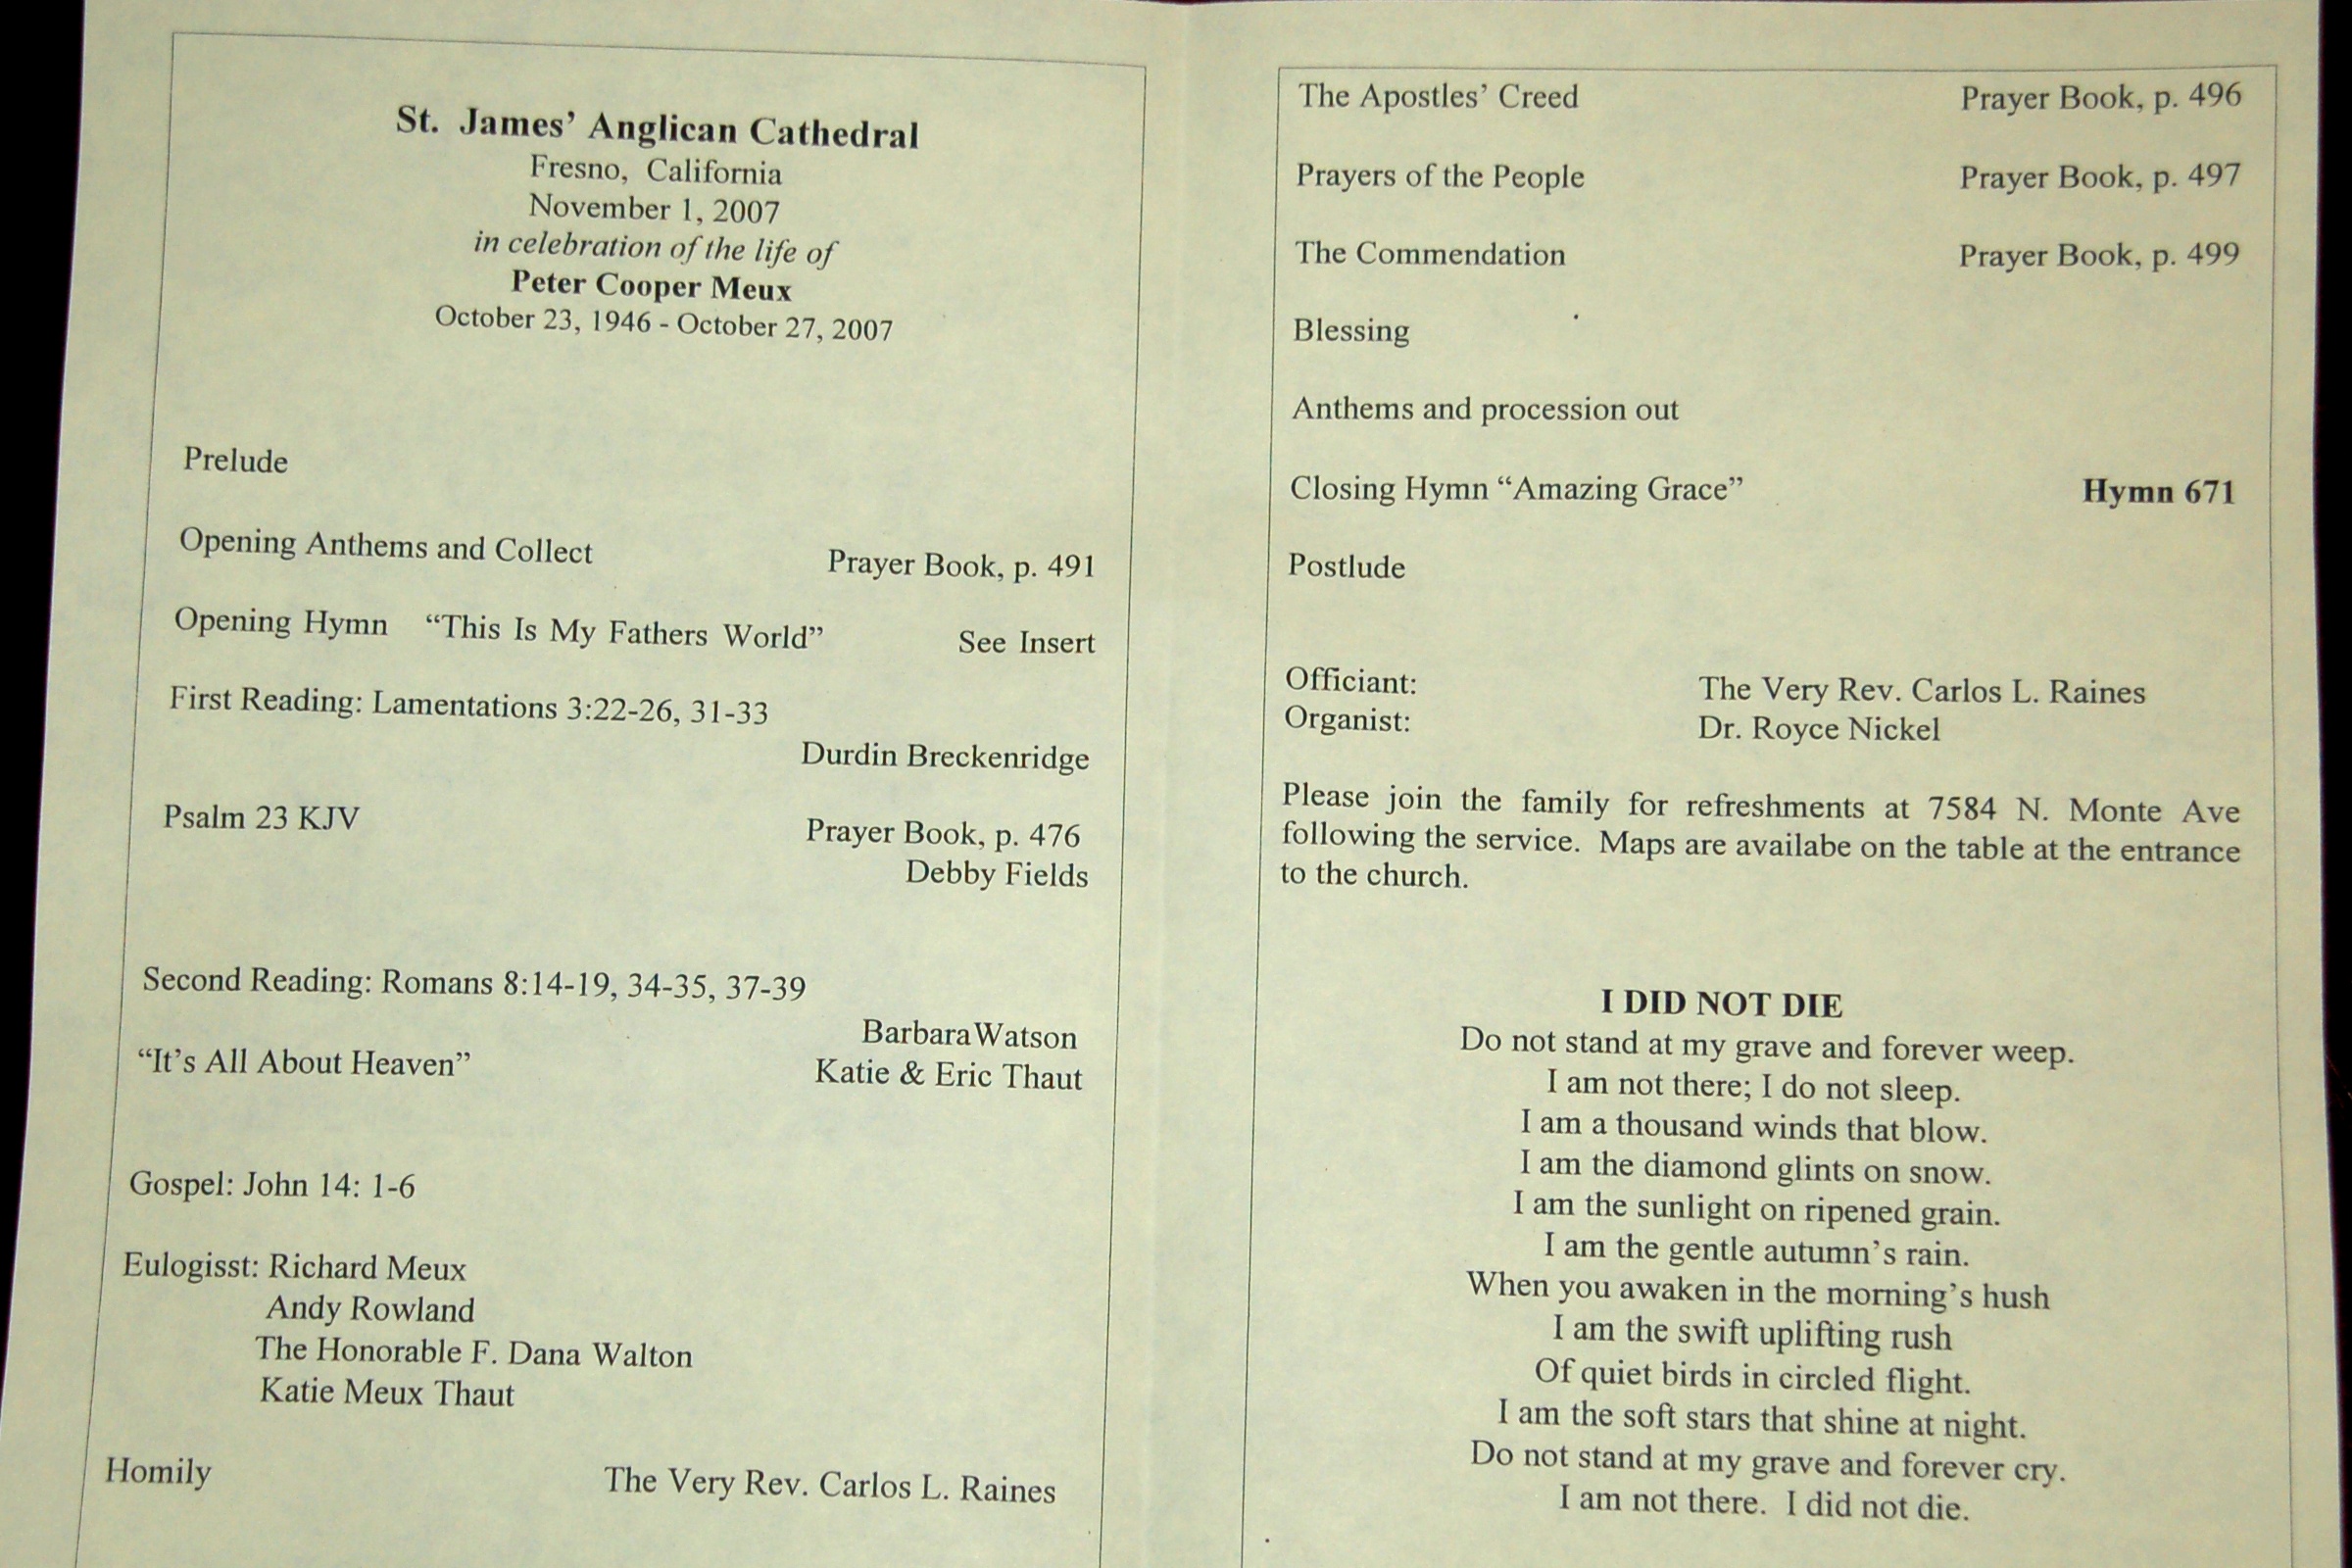 St. James' Anglican Cathedral
Fresno, California
November 1, 2007
in celebration of the life of
Peter Cooper Meux
October 23, 1946 - October 27, 2007
Prelude
Opening Anthems and Collect Prayer Book, p. 491
Opening Hymn “This Is My Fathers World” See Insert
First Reading: Lamentations 3:22-26, 31-33
Durdin Breckenridge
Psalm 23 KJV Prayer Book, p. 476
Debby Fields
Second Reading: Romans 8:14-19, 34-35, 37-39
Barbara Watson
“It’s All About Heaven” Katie & Eric Thaut
Gospel: John 14: 1-6
Eulogisst: Richard Meux
Andy Rowland
The Honorable F. Dana Walton
Katie Meux Thaut
Homily The Very Rev. Carlos L. Raines
The Apostles’ Creed Prayer Book, p. 496
Prayers of the People Prayer Book, p. 497
The Commendation Prayer Book, p. 499
Blessing
Anthems and procession out
Closing Hymn “Amazing Grace” Hymn 671
Postlude
Officiant: The Very Rev. Carlos L. Raines
Organist: Dr. Royce Nickel
Please join the family for refreshments at 7584 N. Monte Ave
following the service. Maps are availabe on the table at the entrance
to the church.
I DID NOT DIE
Do not stand at my grave and forever weep.
I am not there; I do not sleep.
I am a thousand winds that blow.
I am the diamond glints on snow.
I am the sunlight on ripened grain.
I am the gentle autumn’s rain.
When you awaken in the morning’s hush
I am the swift uplifting rush
Of quiet birds in circled flight.
I am the soft stars that shine at night.
Do not stand at my grave and forever cry.
I am not there. I did not die.